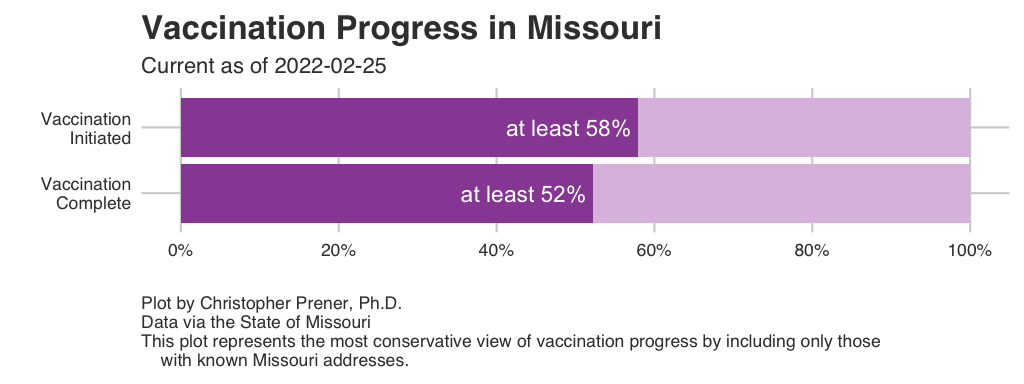 Vaccination Progress in Missouri
Current as of 2022-02-25
Vaccination
Initiated
at least 58%
Vaccination
Complete
at least 52%
0% 20% 40% 60% 80% 100%
Plot by Christopher Prener, Ph.D.
Data via the State of Missouri
This plot represents the most conservative view of vaccination progress by including only those
with known Missouri addresses.